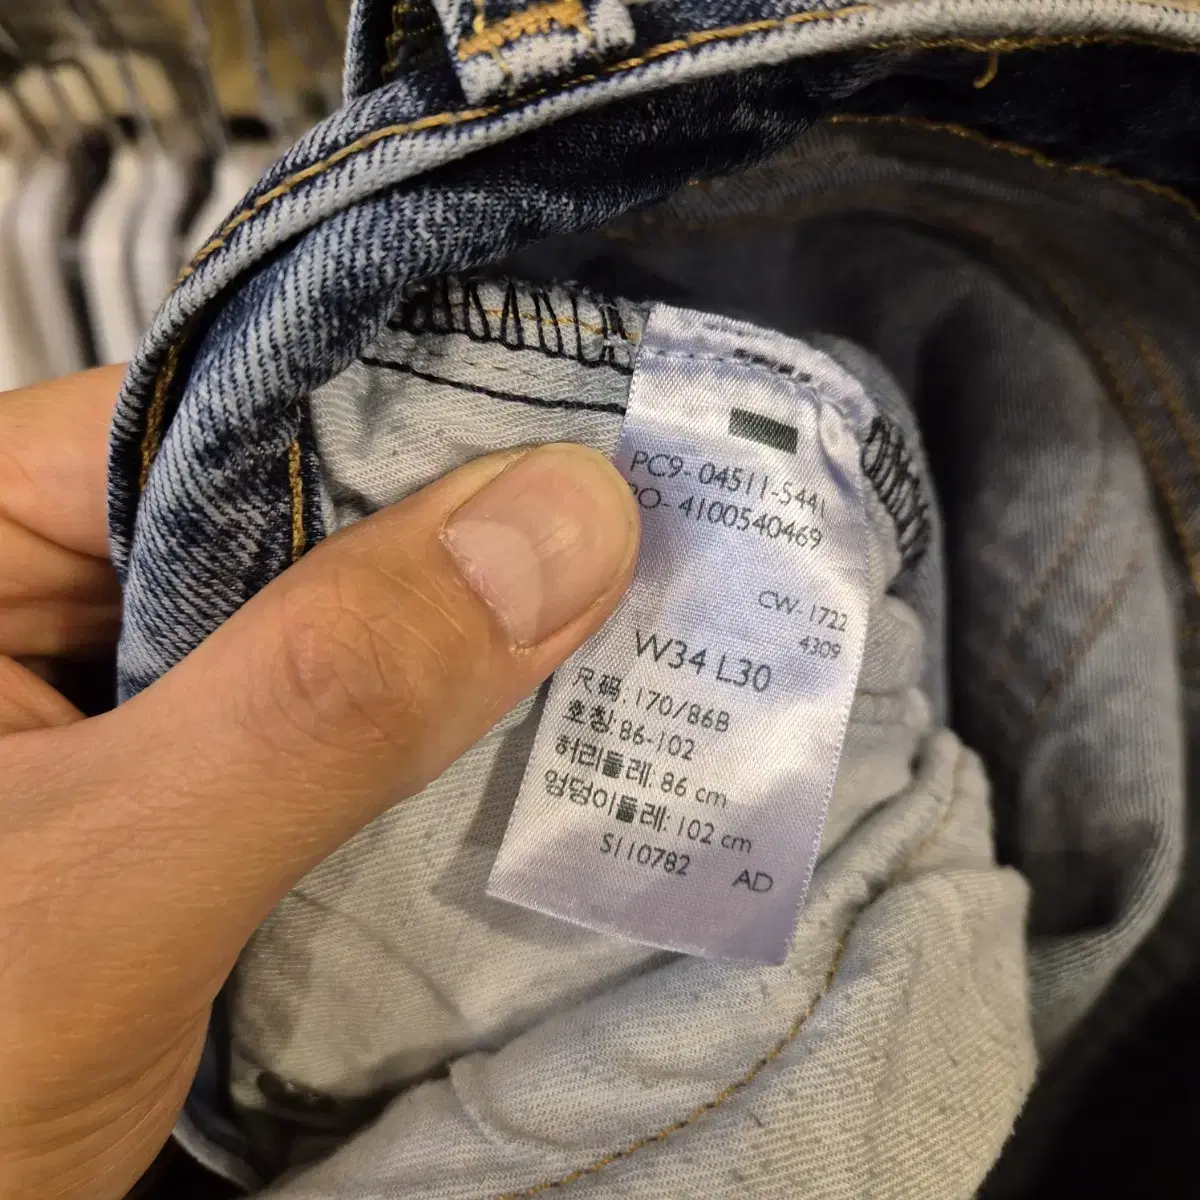 PC9- 04511-5441
PO- 4100540469
CW- 1722
4309
W34 L30
尺码: 170/86B
호칭: 86-102
허리둘레: 86 cm
엉덩이둘레: 102 cm
S110782 AD